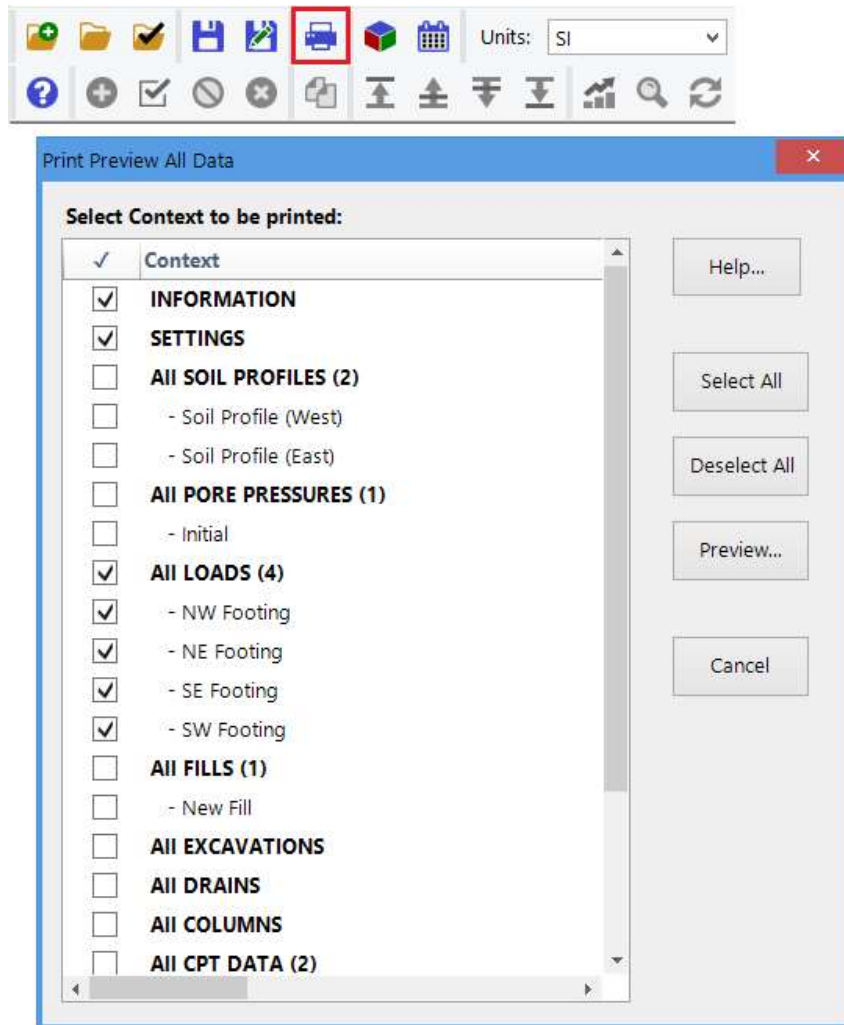 Units: SI
Print Preview All Data
Select Context to be printed:
Context
INFORMATION
SETTINGS
All SOIL PROFILES (2)
- Soil Profile (West)
- Soil Profile (East)
All PORE PRESSURES (1)
- Initial
All LOADS (4)
- NW Footing
- NE Footing
- SE Footing
- SW Footing
All FILLS (1)
- New Fill
All EXCAVATIONS
All DRAINS
All COLUMNS
All CPT DATA (2)
Help...
Select All
Deselect All
Preview...
Cancel